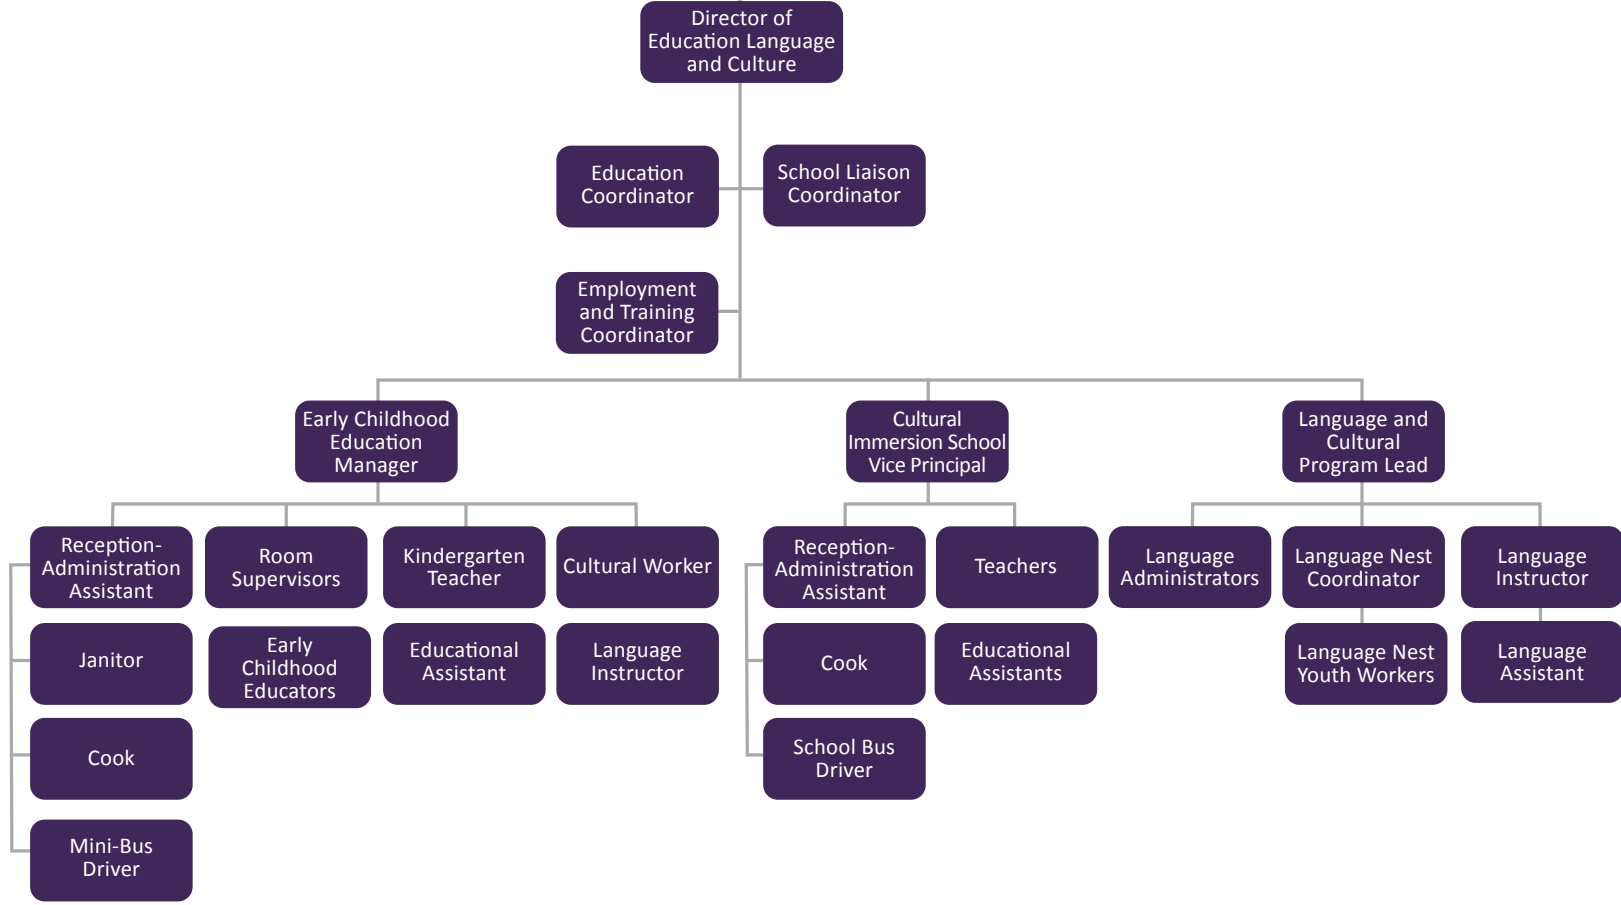 Director of
Education Language
and Culture
Education
Coordinator
School Liaison
Coordinator
Employment
and Training
Coordinator
Early Childhood
Education
Manager
Cultural
Immersion School
Vice Principal
Language and
Cultural
Program Lead
Reception-
Administration
Assistant
Room
Supervisors
Kindergarten
Teacher
Cultural Worker
Reception-
Administration
Assistant
Teachers
Language
Administrators
Language Nest
Coordinator
Language
Instructor
Janitor
Early
Childhood
Educators
Educational
Assistant
Language
Instructor
Cook
Educational
Assistants
Language Nest
Youth Workers
Language
Assistant
Cook
School Bus
Driver
Mini-Bus
Driver